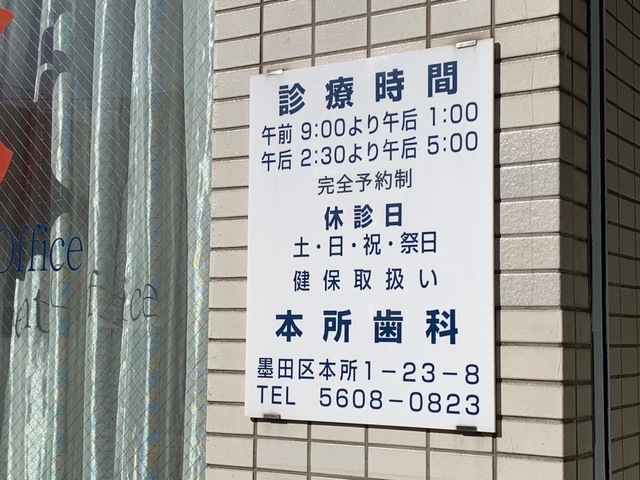 診療時間
午前 9:00より午后 1:00
午后 2:30より午后 5:00
完全予約制
休診日
土・日・祝・祭日
健保取扱い
本所歯科
墨田区本所1-23-8
TEL 5608-0823
Office